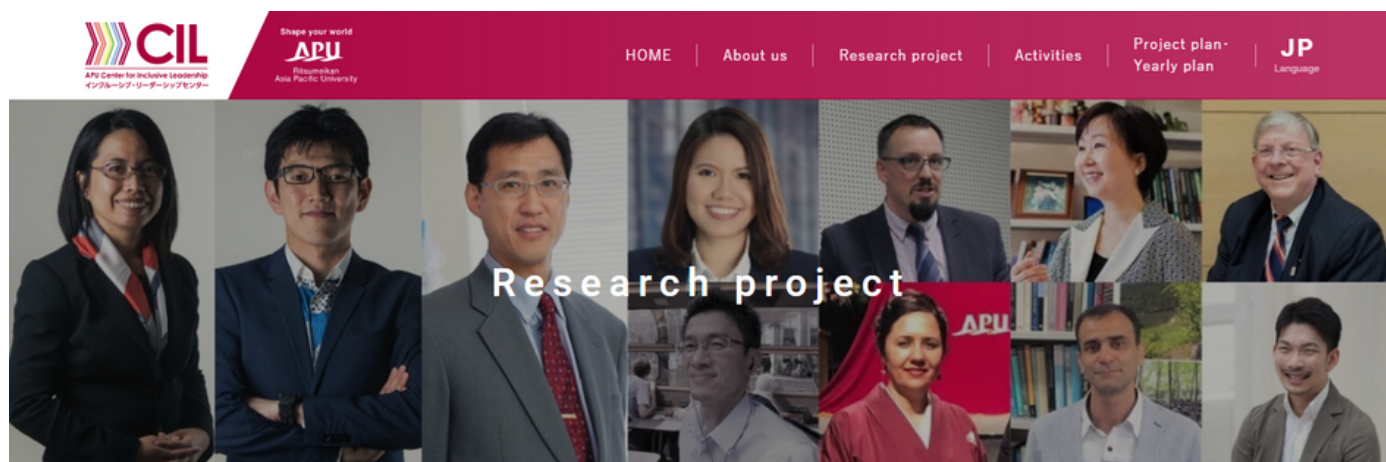 CIL
APU Center for Inclusive Leadership
インクルーシブ・リーダーシップセンター
Shape your world
APU
Ritsumeikan
Asia Pacific University
HOME
About us
Research project
Activities
Project plan-
Yearly plan
JP
Language
Research project
APU